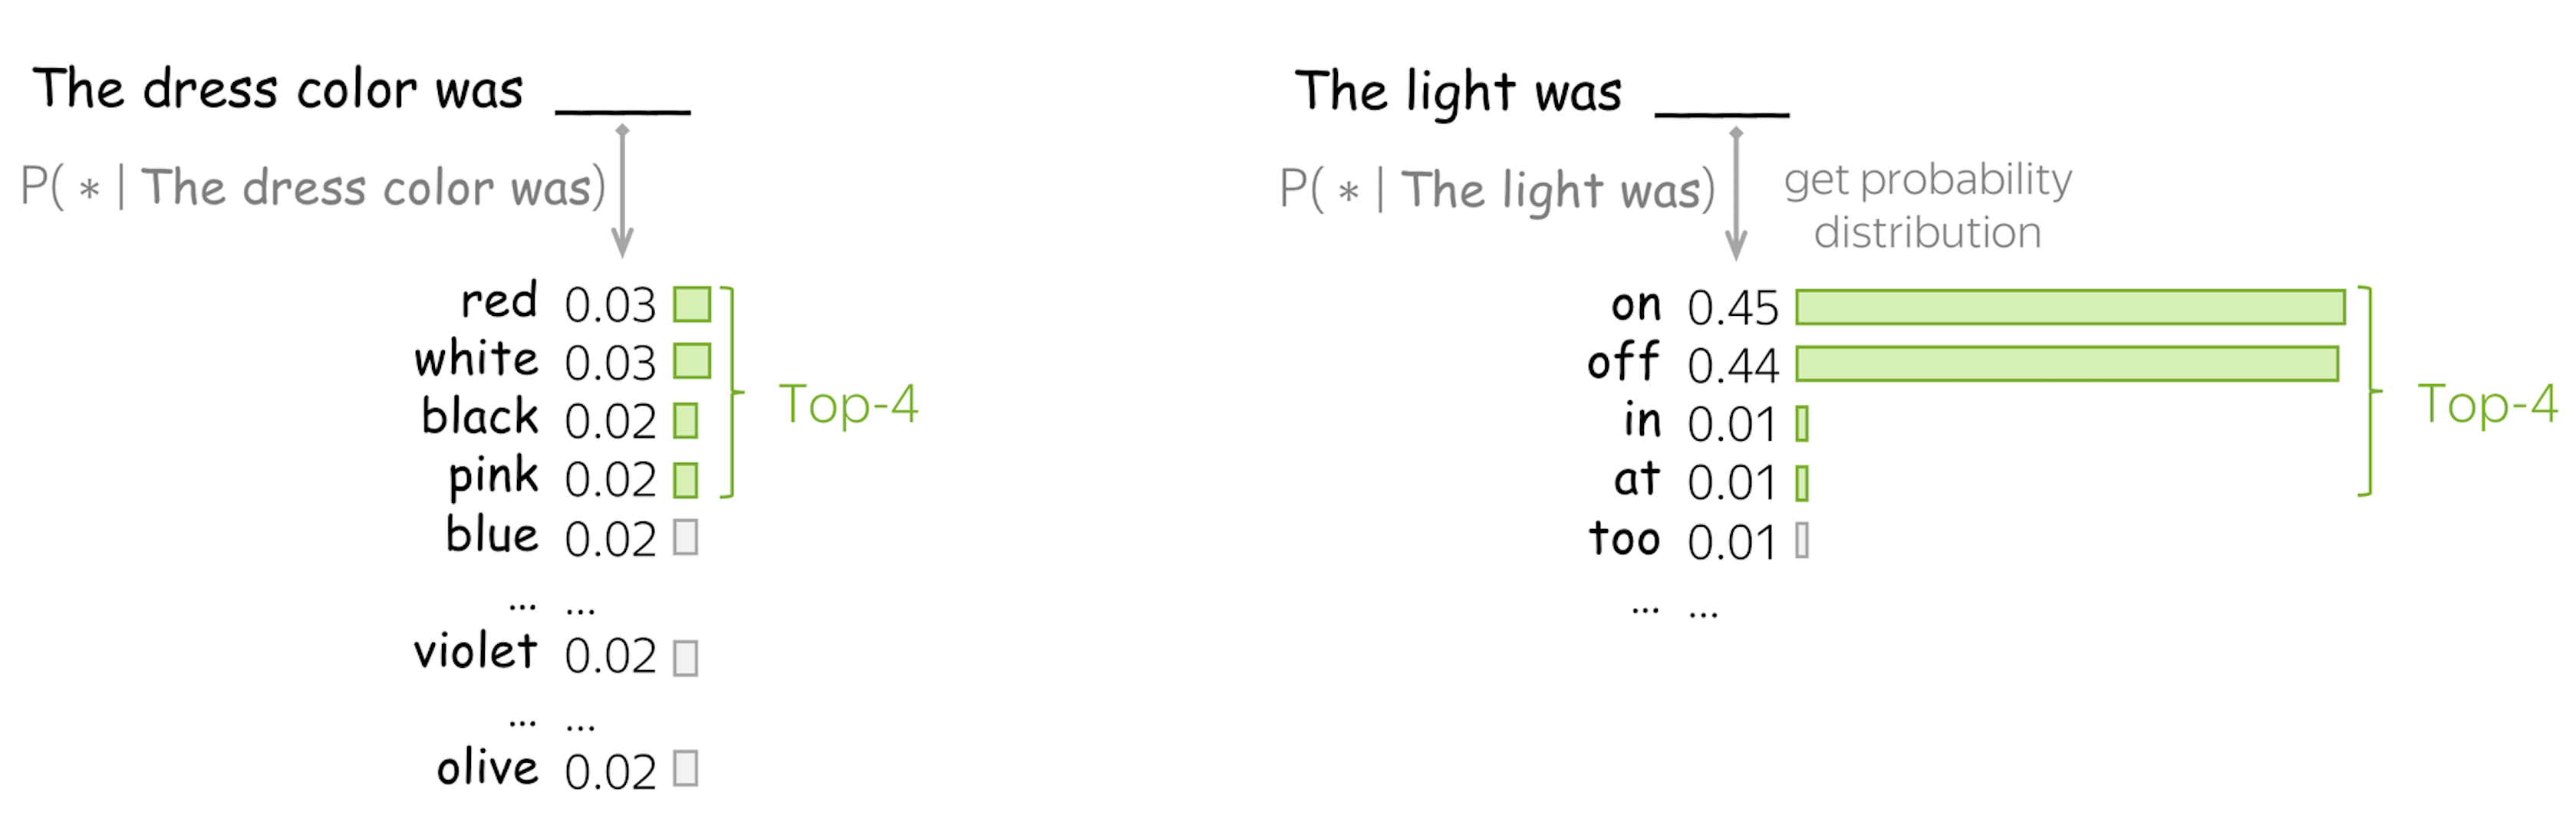 The dress color was ____
P( * | The dress color was)
red 0.03
white 0.03
black 0.02
pink 0.02
Top-4
blue 0.02
... ...
violet 0.02
... ...
olive 0.02
The light was ____
P( * | The light was)
get probability
distribution
on 0.45
off 0.44
in 0.01
at 0.01
Top-4
too 0.01
... ...